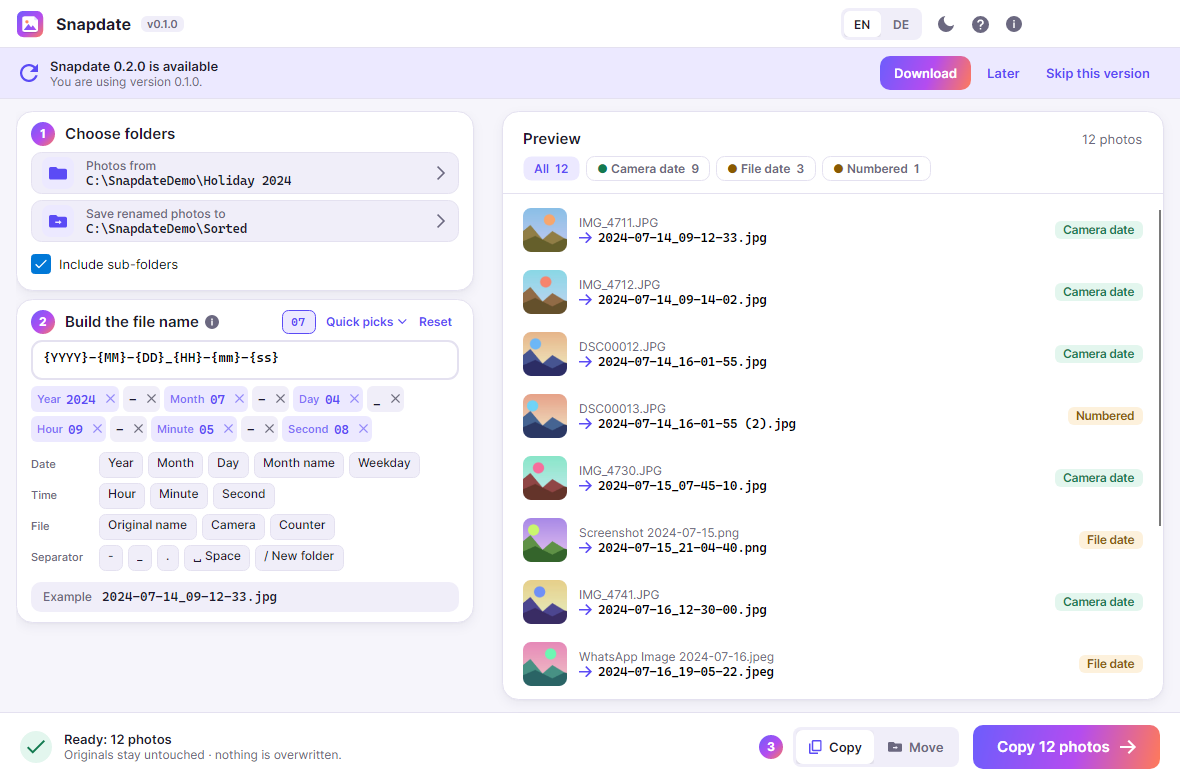 Snapdate v0.1.0
EN DE
Snapdate 0.2.0 is available
You are using version 0.1.0.
Download Later Skip this version
1 Choose folders
Photos from
C:\SnapdateDemo\Holiday 2024
Save renamed photos to
C:\SnapdateDemo\Sorted
Include sub-folders
2 Build the file name 07 Quick picks Reset
{YYYY}-{MM}-{DD}_{HH}-{mm}-{ss}
Year 2024 × - × Month 07 × - × Day 04 × _ ×
Hour 09 × - × Minute 05 × - × Second 08 ×
Date Year Month Day Month name Weekday
Time Hour Minute Second
File Original name Camera Counter
Separator - _ . ␣ Space / New folder
Example 2024-07-14_09-12-33.jpg
Preview 12 photos
All 12 Camera date 9 File date 3 Numbered 1
IMG_4711.JPG
→ 2024-07-14_09-12-33.jpg Camera date
IMG_4712.JPG
→ 2024-07-14_09-14-02.jpg Camera date
DSC00012.JPG
→ 2024-07-14_16-01-55.jpg Camera date
DSC00013.JPG
→ 2024-07-14_16-01-55 (2).jpg Numbered
IMG_4730.JPG
→ 2024-07-15_07-45-10.jpg Camera date
Screenshot 2024-07-15.png
→ 2024-07-15_21-04-40.png File date
IMG_4741.JPG
→ 2024-07-16_12-30-00.jpg Camera date
WhatsApp Image 2024-07-16.jpeg
→ 2024-07-16_19-05-22.jpeg File date
Ready: 12 photos
Originals stay untouched · nothing is overwritten.
3 Copy Move Copy 12 photos →